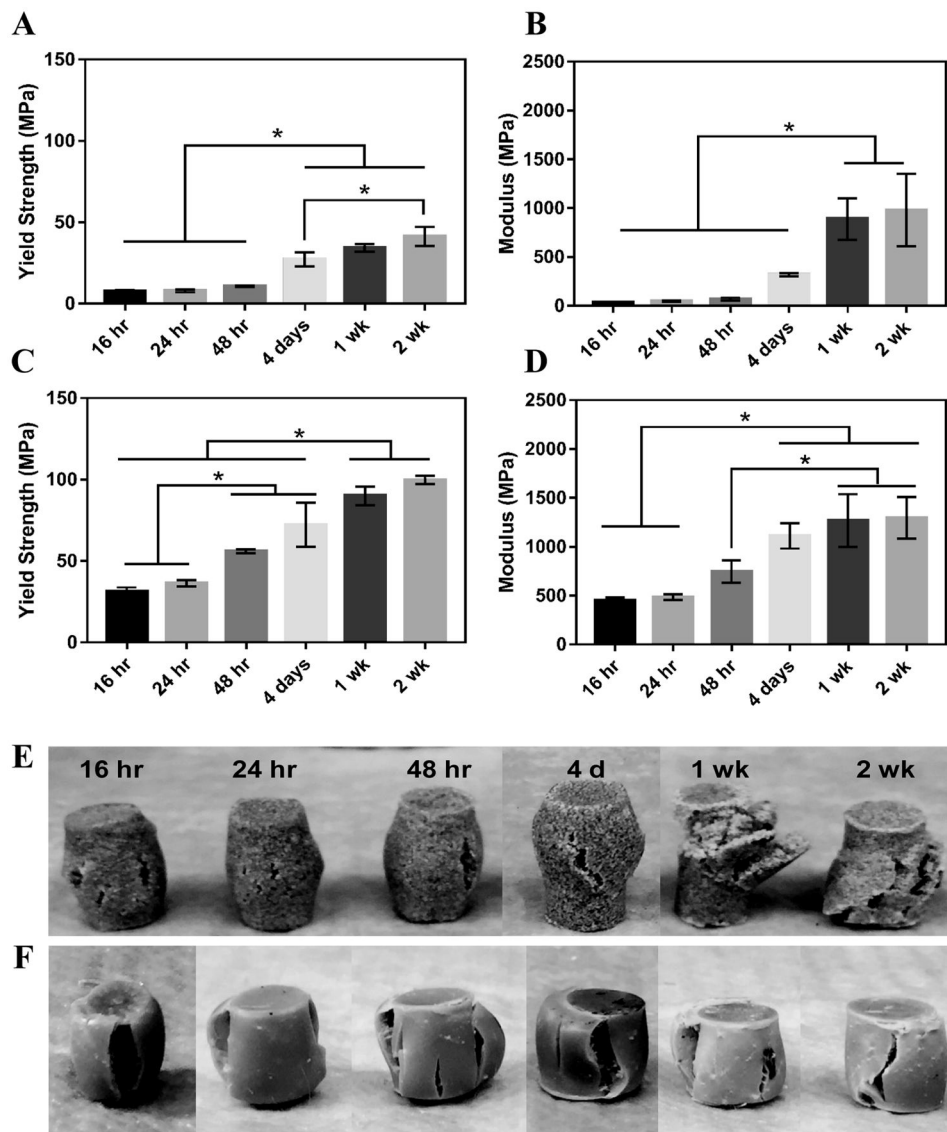 A
B
Yield Strength (MPa)
150
100
50
0
*
*
16 hr
24 hr
48 hr
4 days
1 wk
2 wk
Modulus (MPa)
2500
2000
1500
1000
500
0
*
16 hr
24 hr
48 hr
4 days
1 wk
2 wk
C
D
Yield Strength (MPa)
150
100
50
0
*
*
16 hr
24 hr
48 hr
4 days
1 wk
2 wk
Modulus (MPa)
2500
2000
1500
1000
500
0
*
*
16 hr
24 hr
48 hr
4 days
1 wk
2 wk
E
16 hr
24 hr
48 hr
4 d
1 wk
2 wk
F